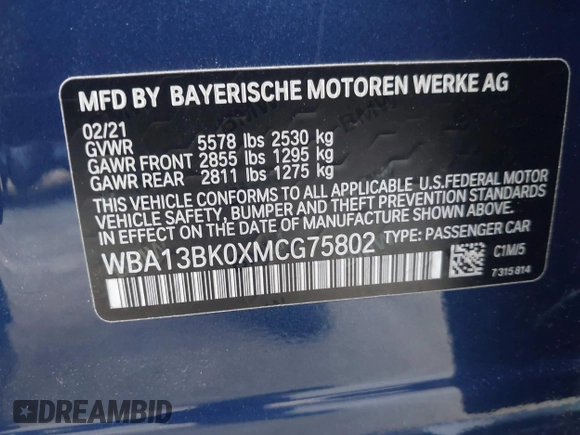 MFD BY BAYERISCHE MOTOREN WERKE AG
02/21
GVWR 5578 lbs 2530 kg
GAWR FRONT 2855 lbs 1295 kg
GAWR REAR 2811 lbs 1275 kg
THIS VEHICLE CONFORMS TO ALL APPLICABLE U.S.FEDERAL MOTOR
VEHICLE SAFETY, BUMPER AND THEFT PREVENTION STANDARDS
IN EFFECT ON THE DATE OF MANUFACTURE SHOWN ABOVE.
WBA13BK0XMCG75802 TYPE: PASSENGER CAR
C1M/5
7315814
DREAMBID